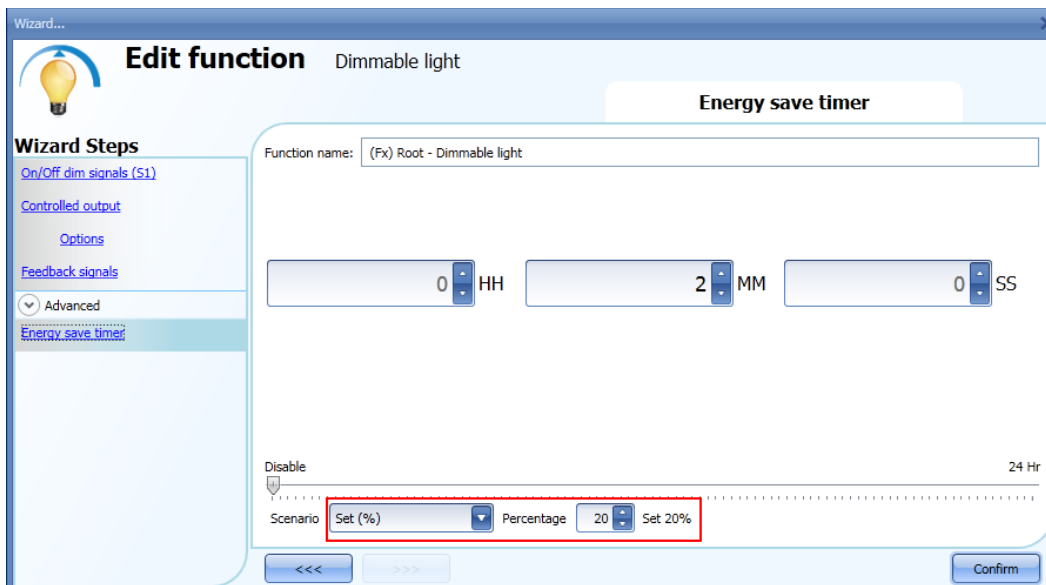 Wizard...
Edit function Dimmable light
Energy save timer
Wizard Steps
On/Off dim signals (S1)
Controlled output
Options
Feedback signals
Advanced
Energy save timer
Function name: (Fx) Root - Dimmable light
0 HH 2 MM 0 SS
Disable 24 Hr
Scenario Set (%) Percentage 20 Set 20%
<<< >>> Confirm